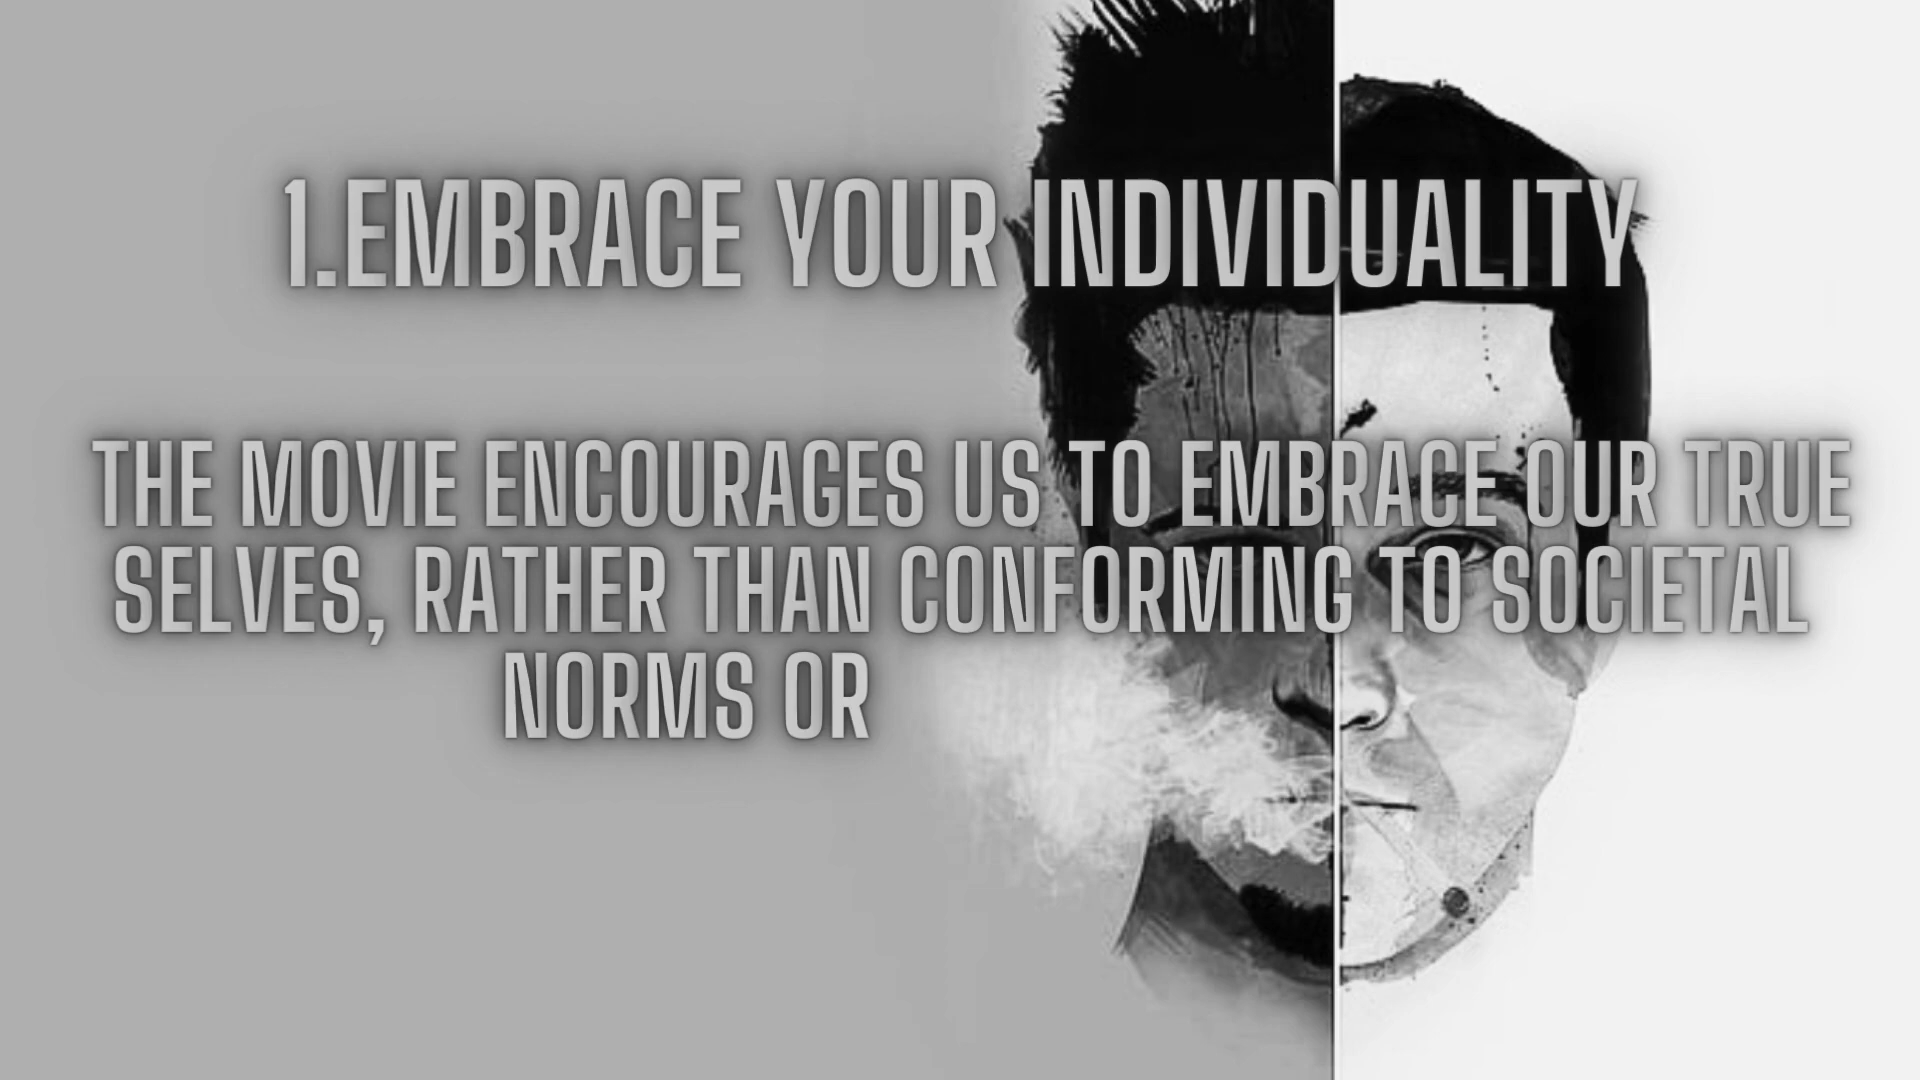 1.EMBRACE YOUR INDIVIDUALITY
THE MOVIE ENCOURAGES US TO EMBRACE OUR TRUE
SELVES, RATHER THAN CONFORMING TO SOCIETAL
NORMS OR